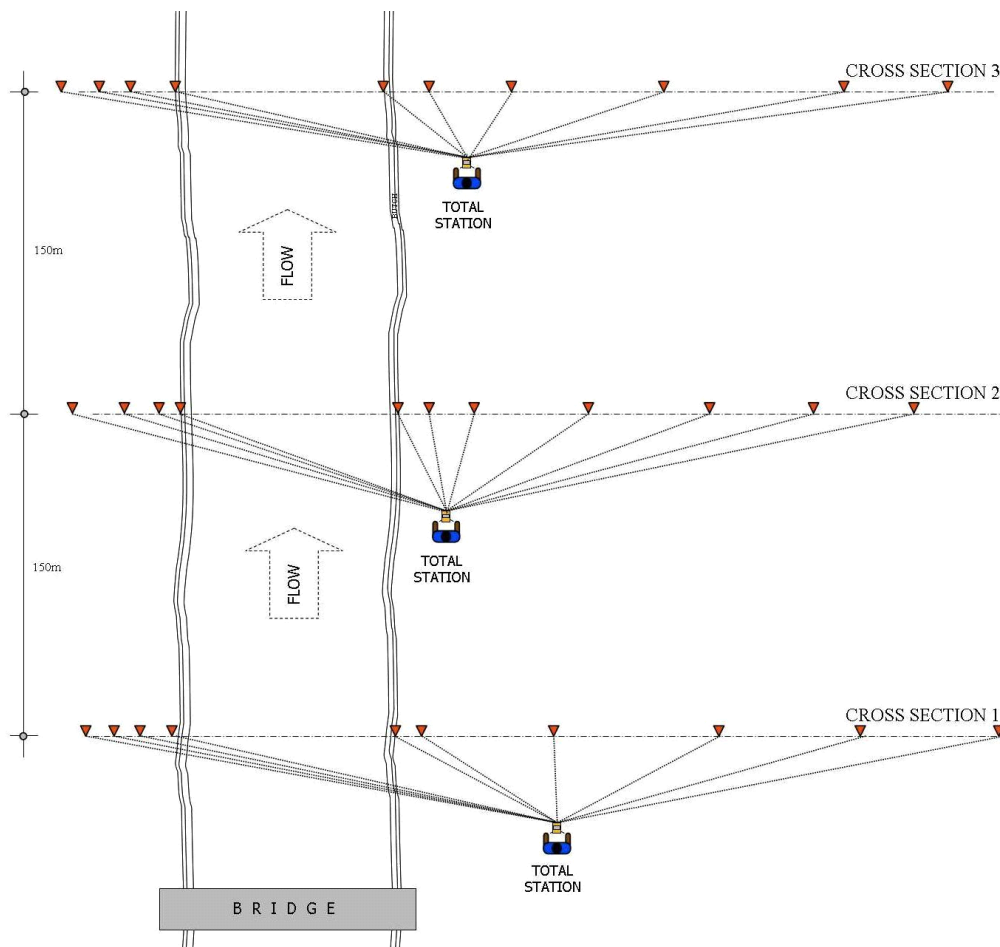 CROSS SECTION 3
TOTAL
STATION
150m
FLOW
CROSS SECTION 2
TOTAL
STATION
150m
FLOW
CROSS SECTION 1
TOTAL
STATION
BRIDGE